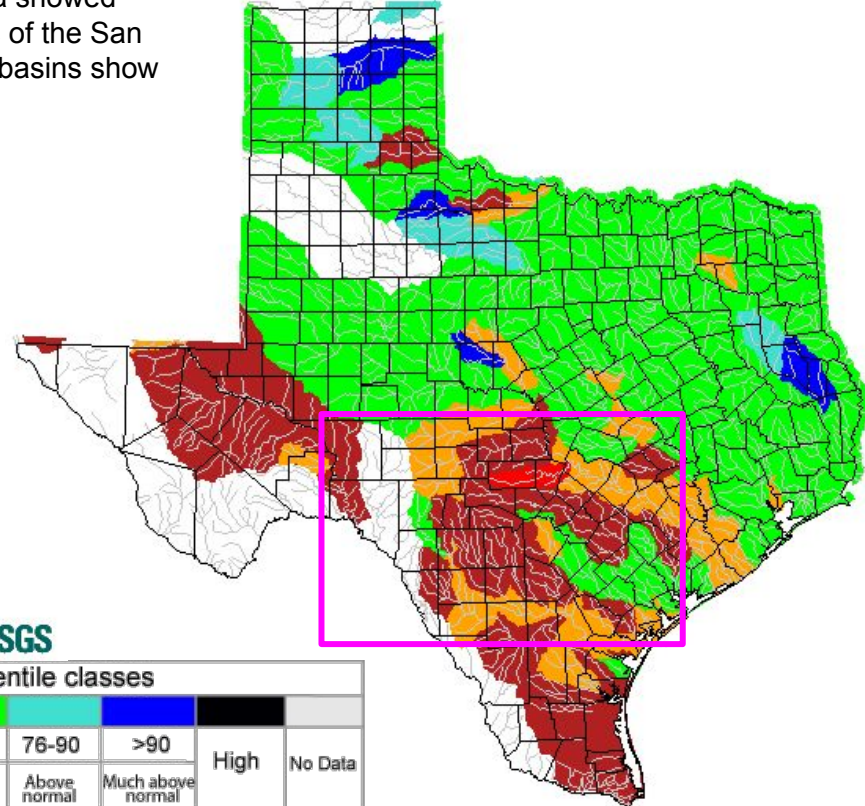 showed
of the San
basins show
SGS
entile classes
76-90 >90 High No Data
Above normal Much above normal